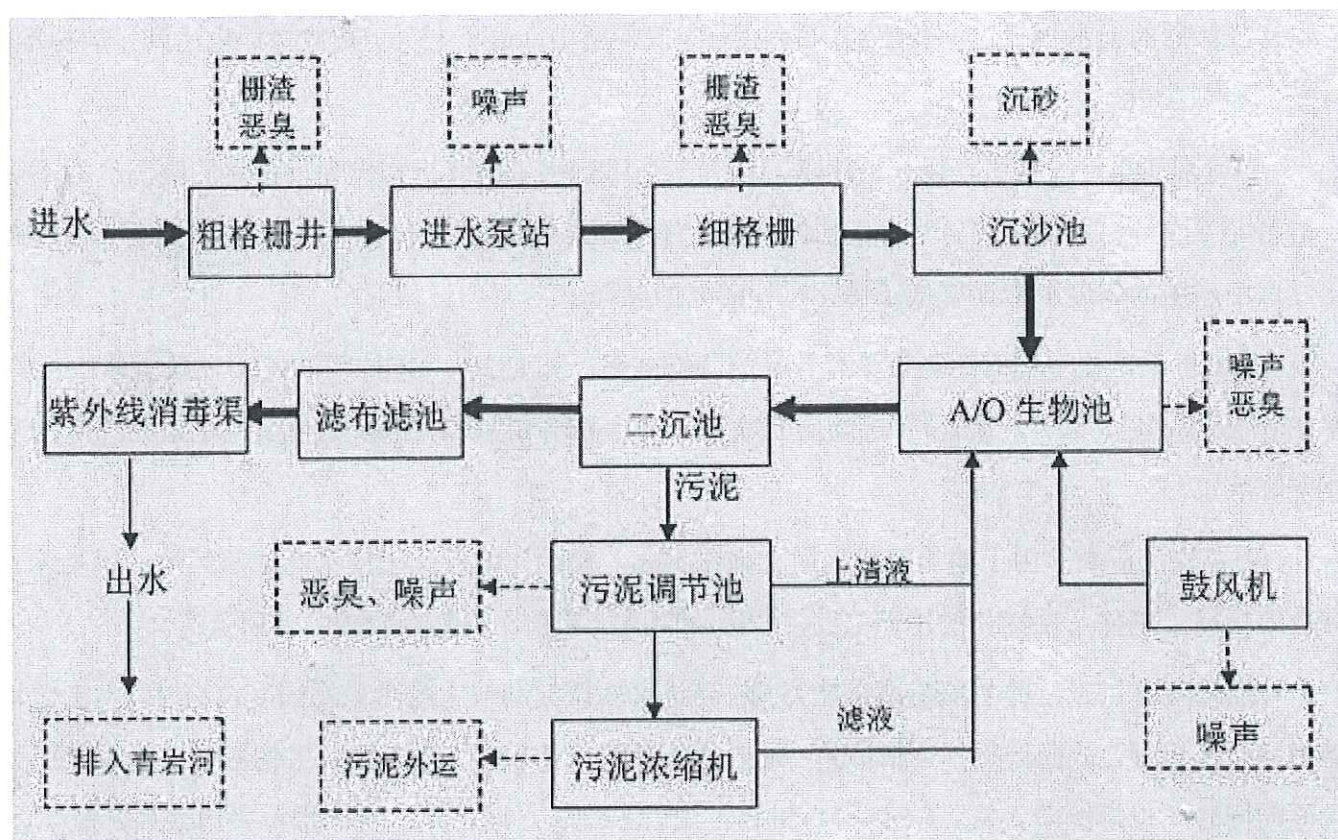 栅渣
恶臭
噪声
栅渣
恶臭
沉砂
进水
粗格栅井
进水泵站
细格栅
沉沙池
噪声
恶臭
紫外线消毒渠
滤布滤池
二沉池
A/O 生物池
污泥
出水
恶臭、噪声
污泥调节池
上清液
鼓风机
排入青岩河
污泥外运
污泥浓缩机
滤液
噪声